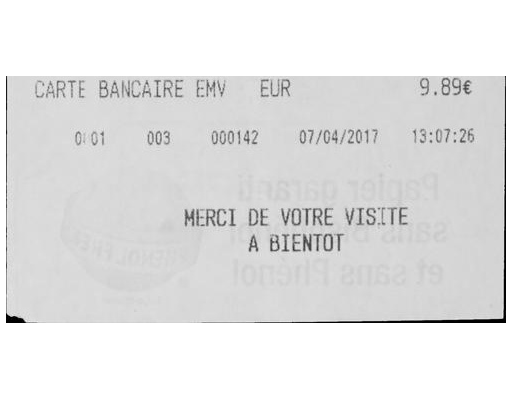 CARTE BANCAIRE EMV EUR 9.89€
0001 003 000142 07/04/2017 13:07:26
MERCI DE VOTRE VISITE
A BIENTOT
Papier garanti
sans Bisphénol
et sans Phénol